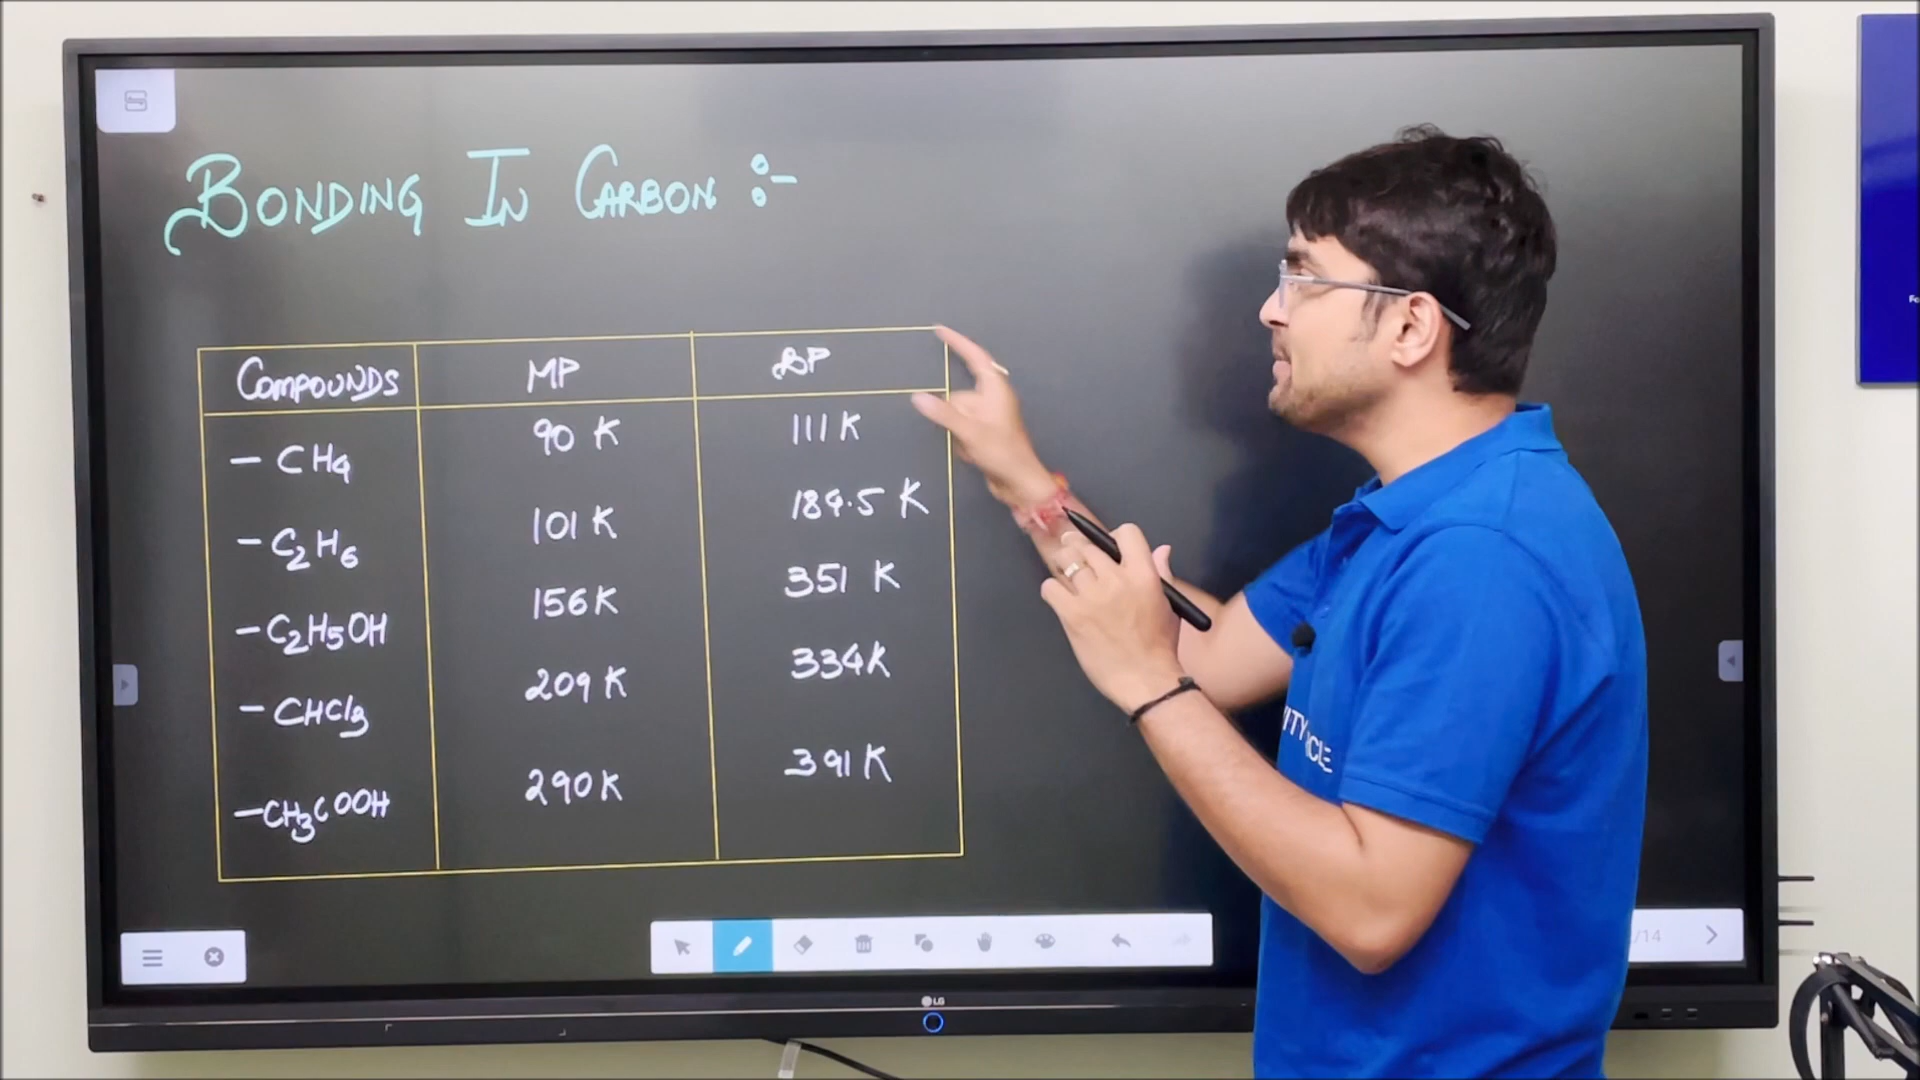 BONDING IN CARBON :-
COMPOUNDS MP BP
- CH4 90 K 111 K
- C2H6 101 K 184.5 K
- C2H5OH 156 K 351 K
- CHCl3 209 K 334 K
- CH3COOH 290 K 391 K
/14
LG